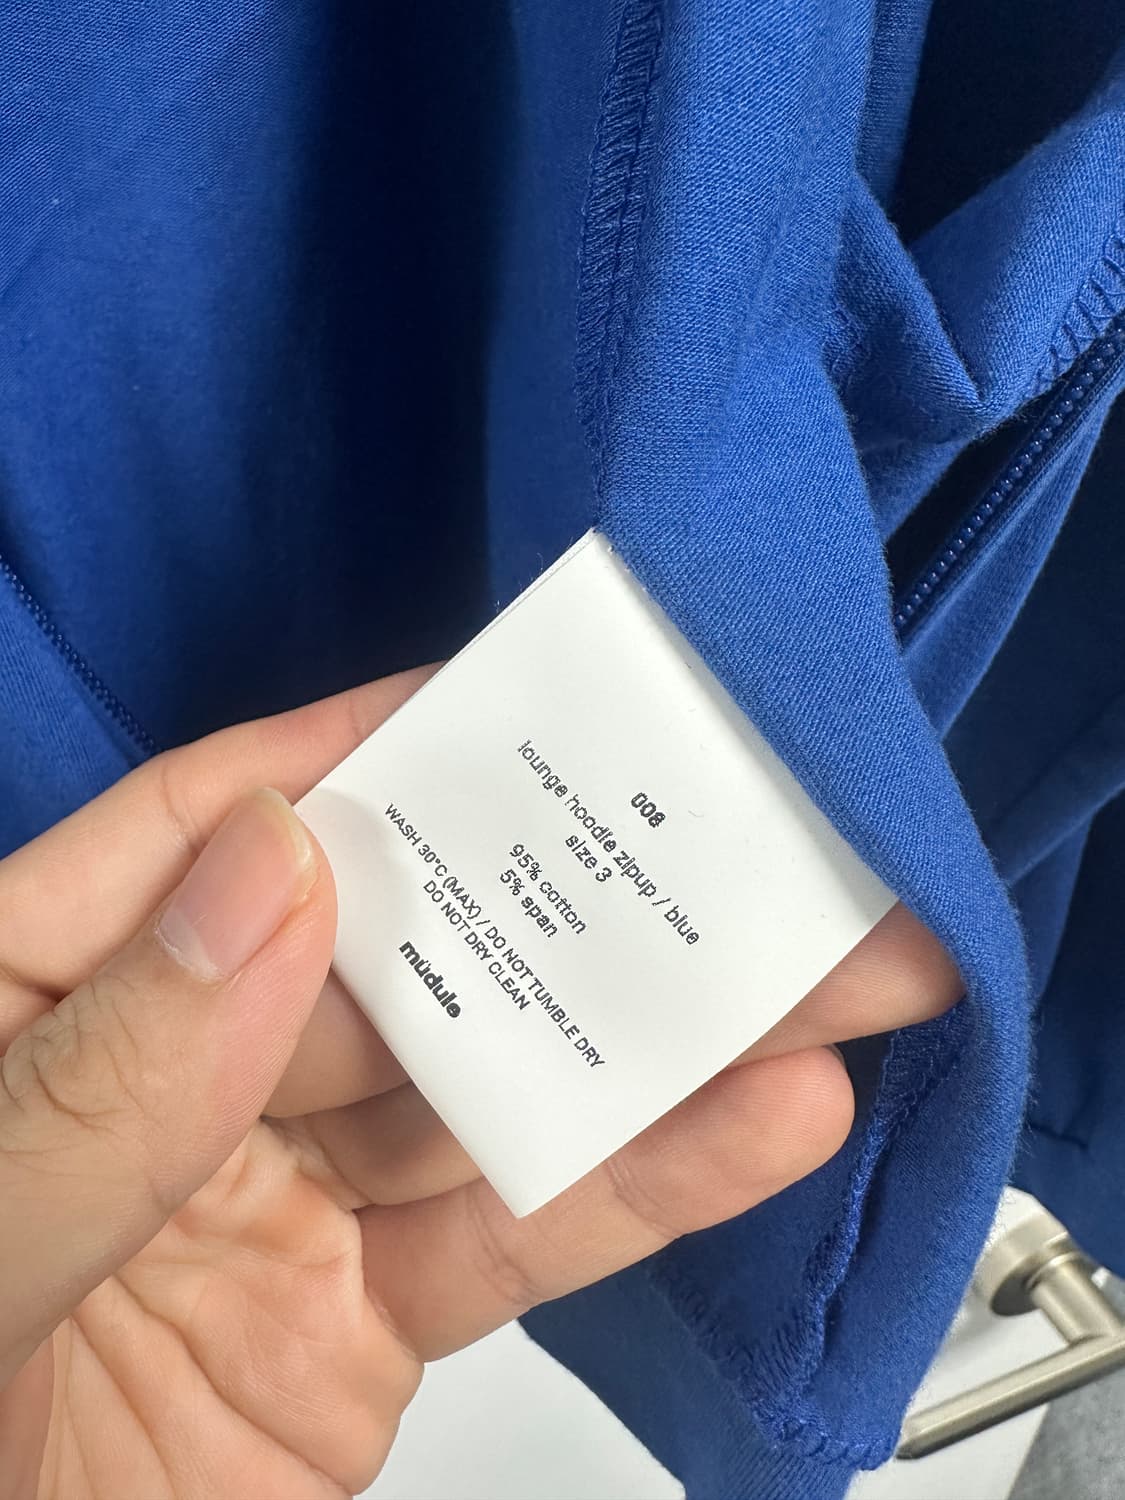 008
lounge hoodie zipup / blue
size 3
95% cotton
5% span
WASH 30°C (MAX) / DO NOT TUMBLE DRY
DO NOT DRY CLEAN
müdule